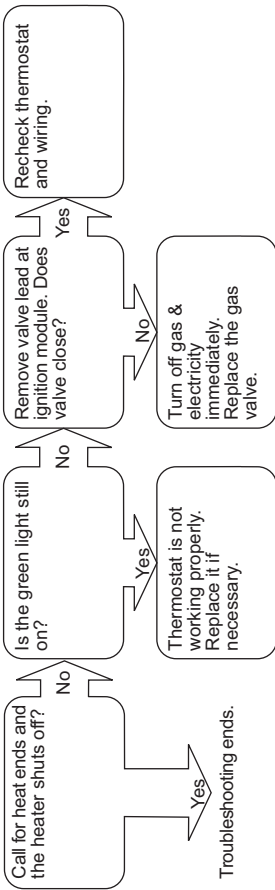 Call for heat ends and
the heater shuts off?
No
Yes
Troubleshooting ends.
Is the green light still
on?
No
Yes
Thermostat is not
working properly.
Replace it if
necessary.
Remove valve lead at
ignition module. Does
valve close?
Yes
No
Turn off gas &
electricity
immediately.
Replace the gas
valve.
Recheck thermostat
and wiring.